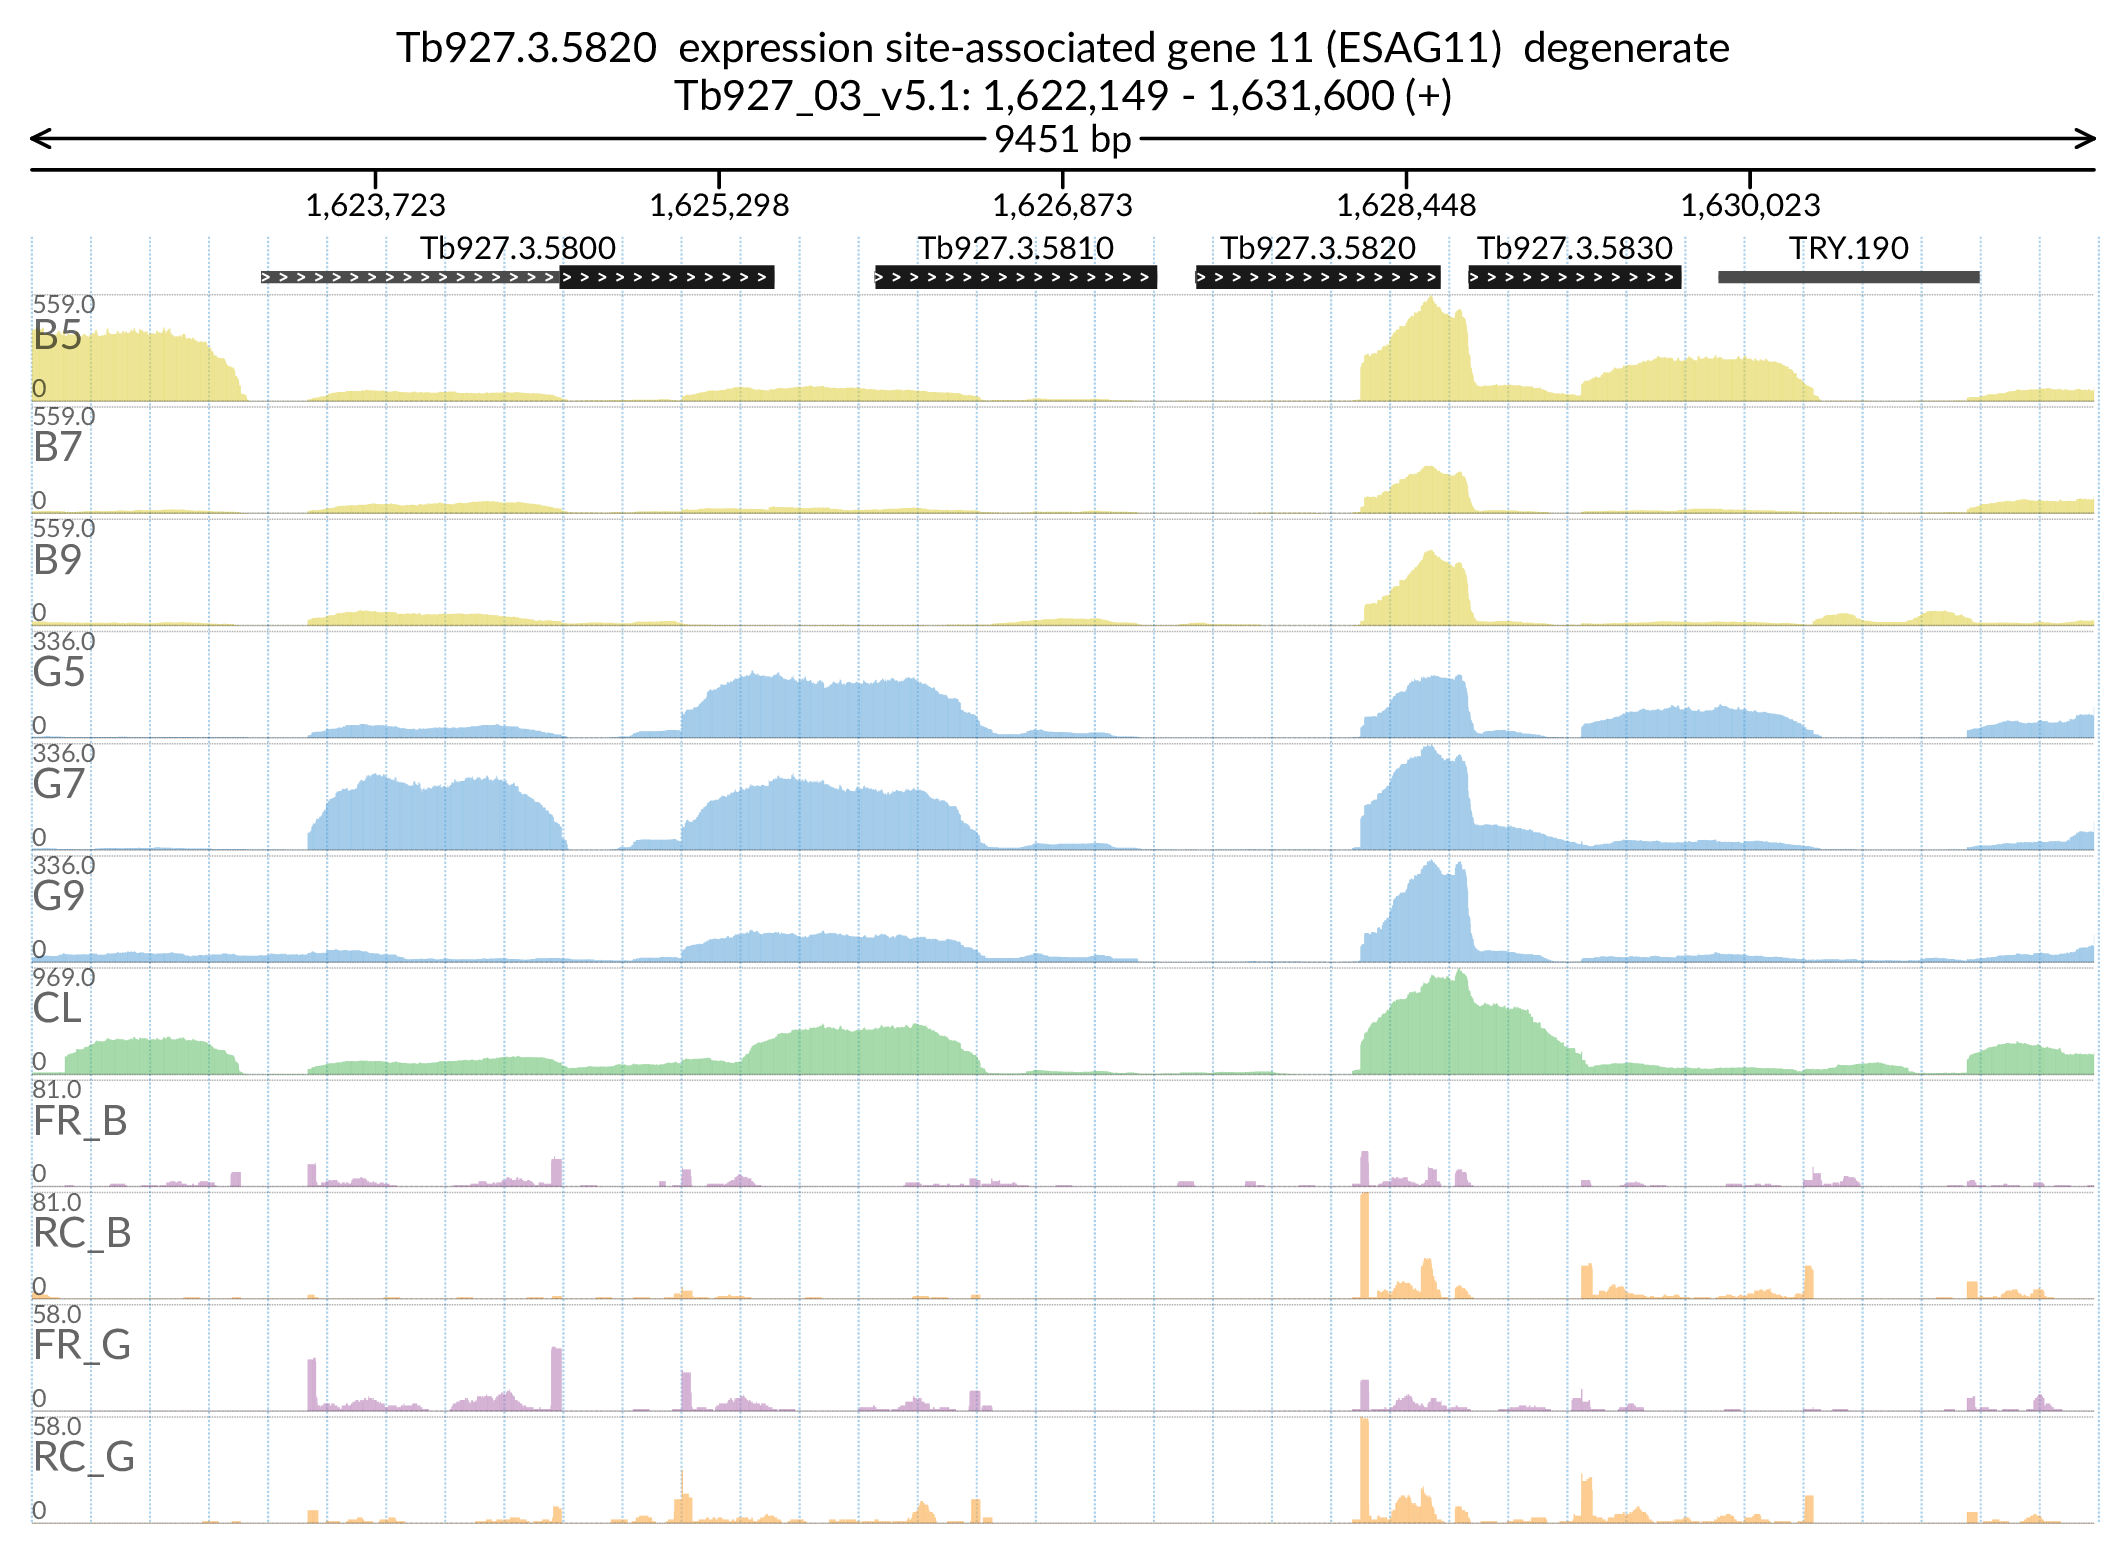 Tb927.3.5820  expression site-associated gene 11 (ESAG11)  degenerate
Tb927_03_v5.1: 1,622,149 - 1,631,600 (+)
9451 bp
1,623,723 1,625,298 1,626,873 1,628,448 1,630,023
Tb927.3.5800 Tb927.3.5810 Tb927.3.5820 Tb927.3.5830 TRY.190
559.0
B5
0
559.0
B7
0
559.0
B9
0
336.0
G5
0
336.0
G7
0
336.0
G9
0
969.0
CL
0
81.0
FR_B
0
81.0
RC_B
0
58.0
FR_G
0
58.0
RC_G
0